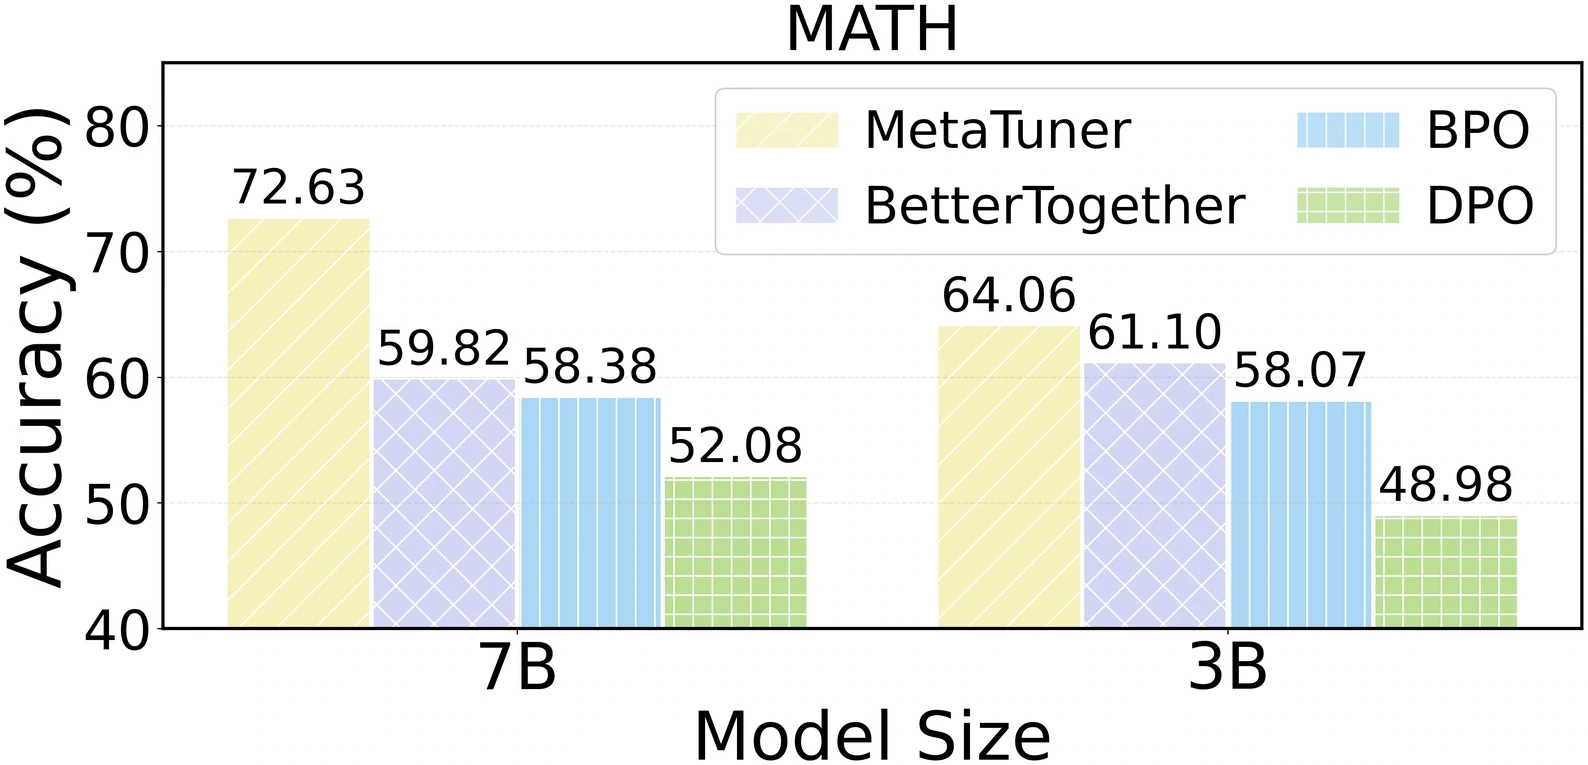 MATH
Accuracy (%)
80
70
60
50
40
MetaTuner
BetterTogether
BPO
DPO
72.63
59.82
58.38
52.08
64.06
61.10
58.07
48.98
7B
3B
Model Size